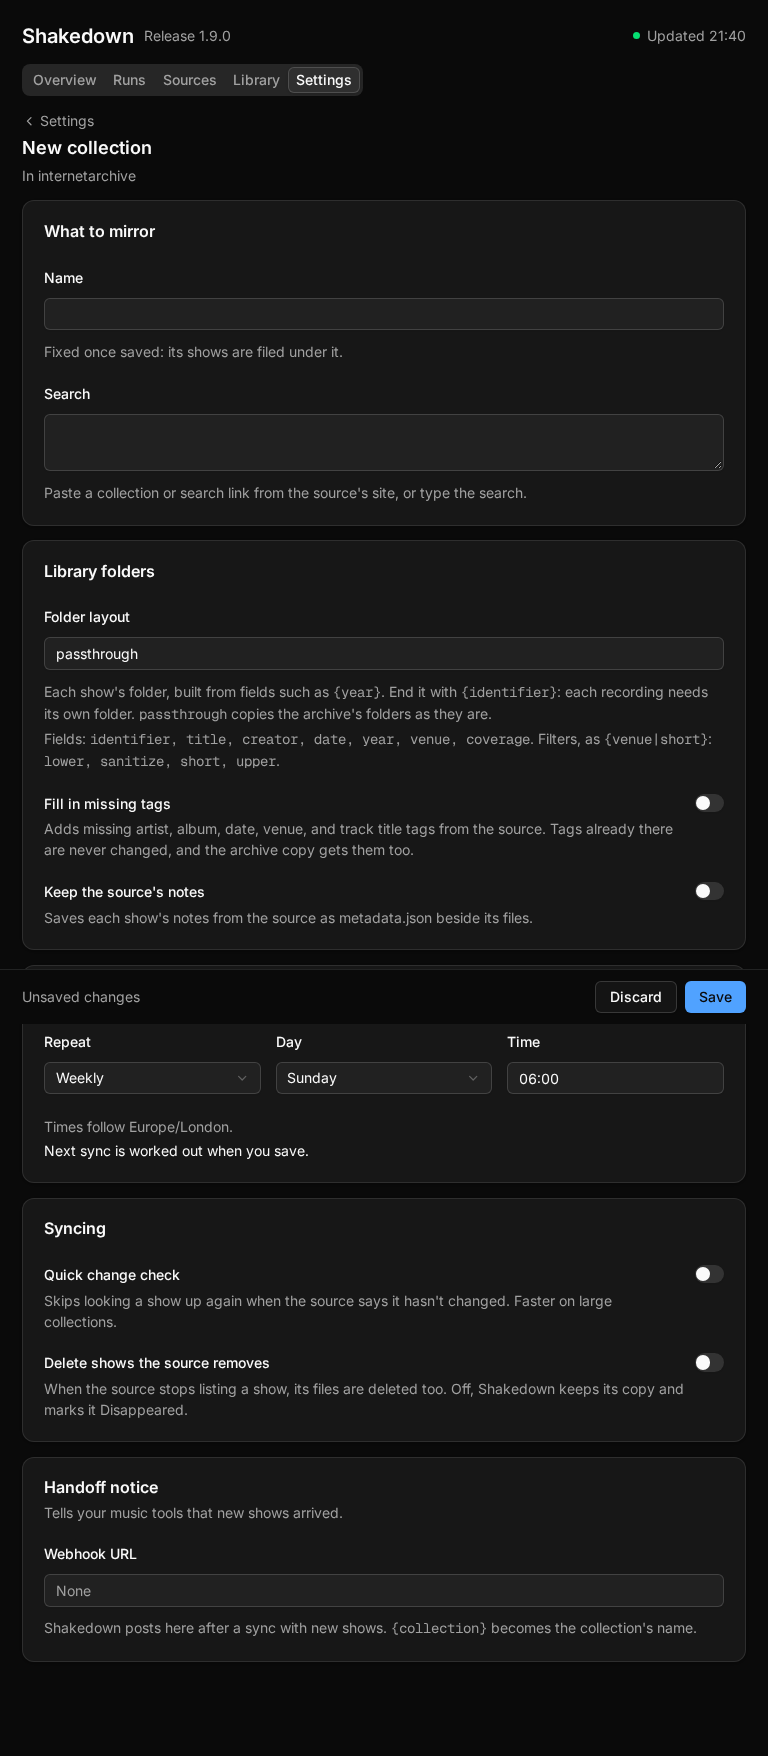 Shakedown Release 1.9.0 Updated 21:40
Overview Runs Sources Library Settings
Settings
New collection
In internetarchive
What to mirror
Name
Fixed once saved: its shows are filed under it.
Search
Paste a collection or search link from the source's site, or type the search.
Library folders
Folder layout
passthrough
Each show's folder, built from fields such as {year}. End it with {identifier}: each recording needs
its own folder. passthrough copies the archive's folders as they are.
Fields: identifier, title, creator, date, year, venue, coverage. Filters, as {venue|short}:
lower, sanitize, short, upper.
Fill in missing tags
Adds missing artist, album, date, venue, and track title tags from the source. Tags already there
are never changed, and the archive copy gets them too.
Keep the source's notes
Saves each show's notes from the source as metadata.json beside its files.
Unsaved changes Discard Save
Repeat Day Time
Weekly Sunday 06:00
Times follow Europe/London.
Next sync is worked out when you save.
Syncing
Quick change check
Skips looking a show up again when the source says it hasn't changed. Faster on large
collections.
Delete shows the source removes
When the source stops listing a show, its files are deleted too. Off, Shakedown keeps its copy and
marks it Disappeared.
Handoff notice
Tells your music tools that new shows arrived.
Webhook URL
None
Shakedown posts here after a sync with new shows. {collection} becomes the collection's name.